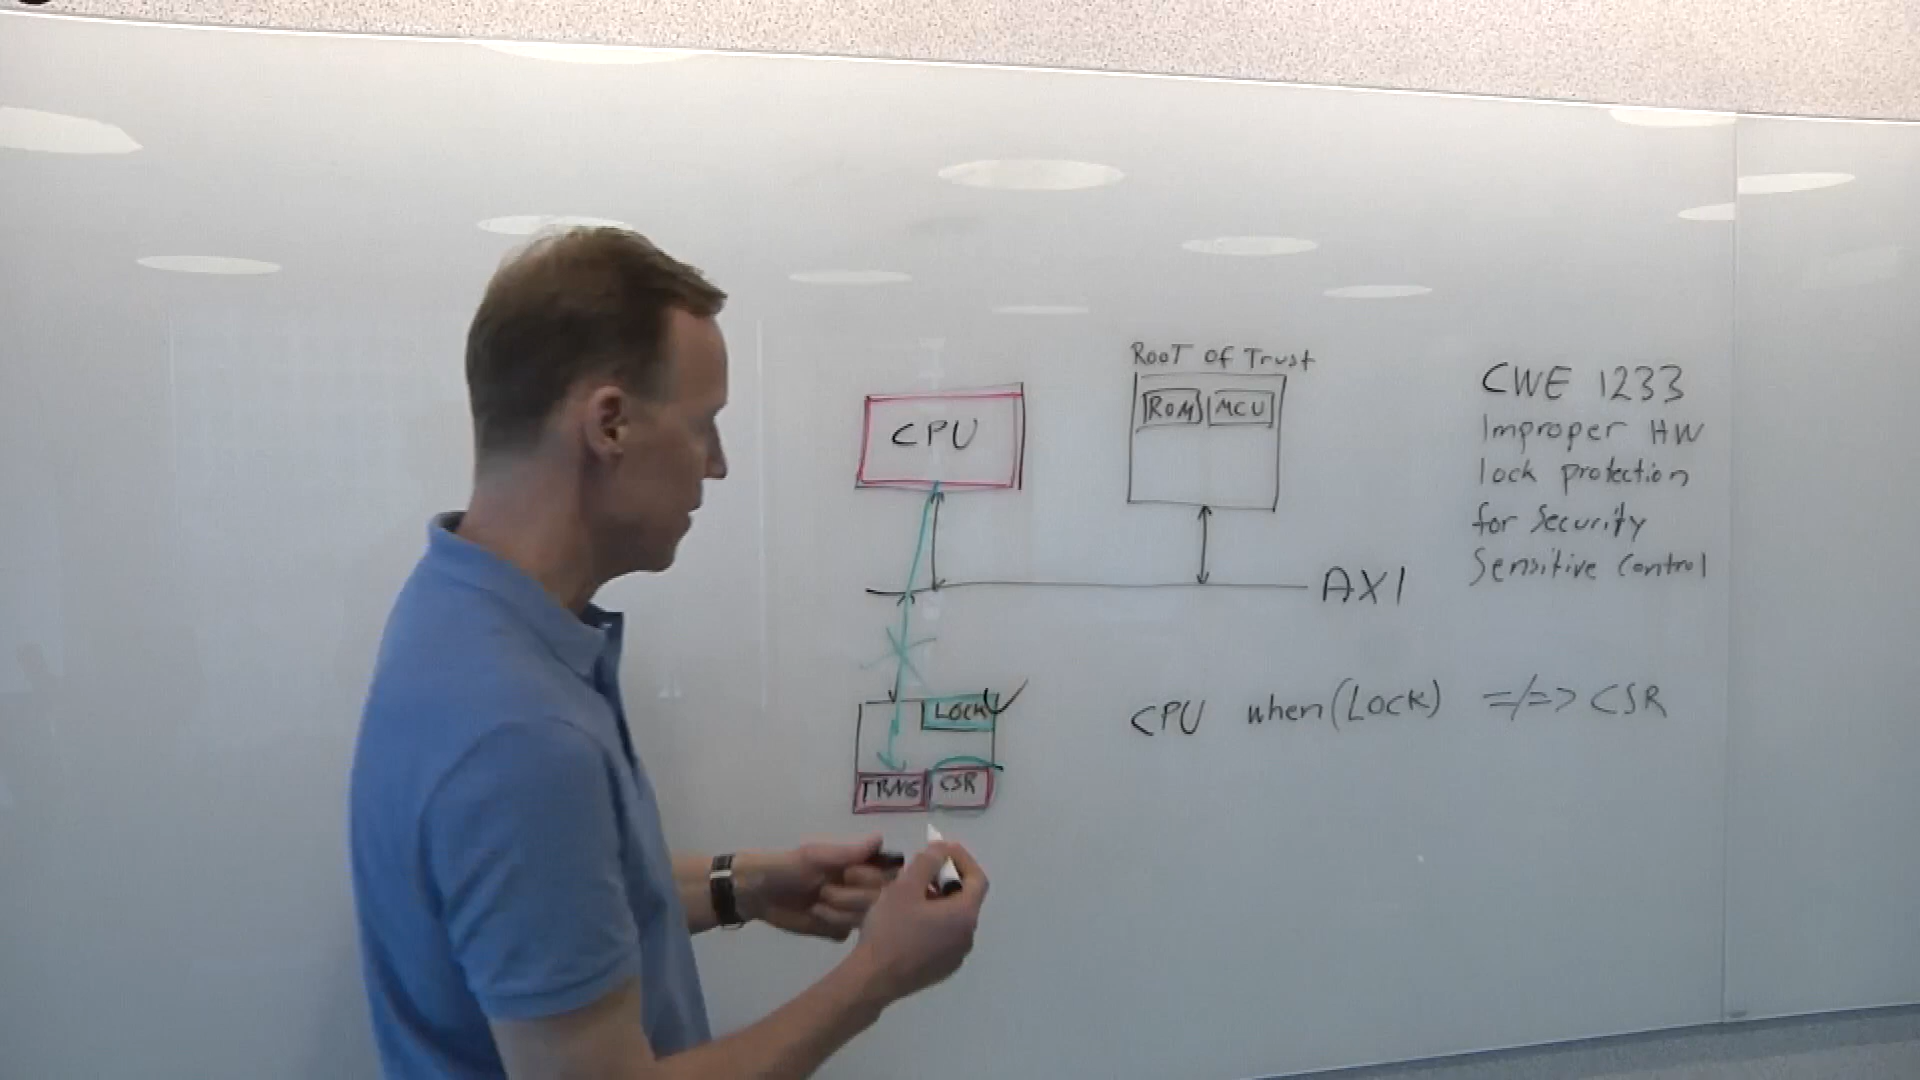 Root of Trust
ROM MCU
CPU
CWE 1233
Improper HW
lock protection
for Security
Sensitive Control
AXI
LOCK
TRNG CSR
CPU when (LOCK) =/=> CSR